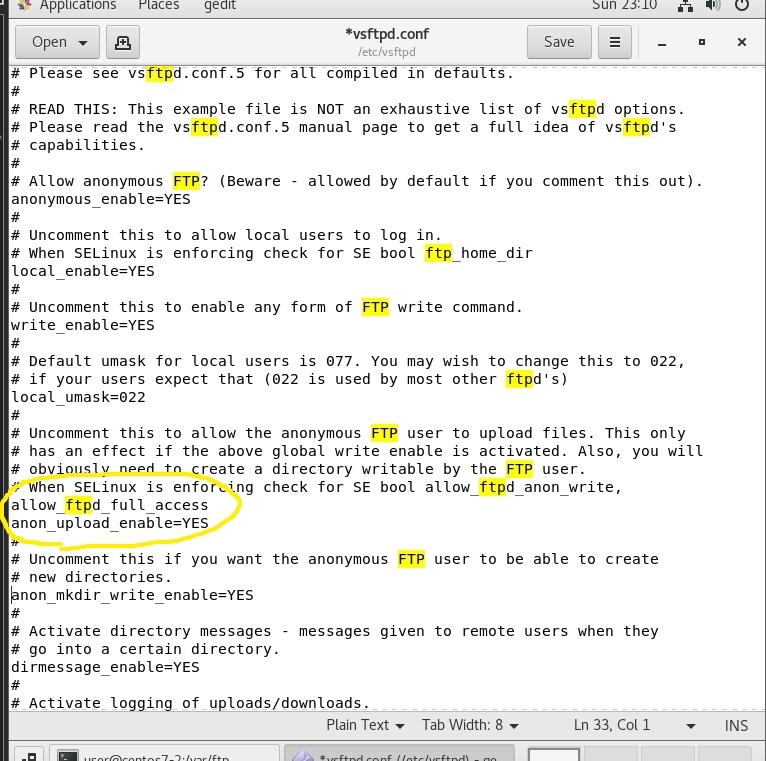 Applications Places gedit Sun 23:10
Open *vsftpd.conf Save
/etc/vsftpd
# Please see vsftpd.conf.5 for all compiled in defaults.
#
# READ THIS: This example file is NOT an exhaustive list of vsftpd options.
# Please read the vsftpd.conf.5 manual page to get a full idea of vsftpd's
# capabilities.
#
# Allow anonymous FTP? (Beware - allowed by default if you comment this out).
anonymous_enable=YES
#
# Uncomment this to allow local users to log in.
# When SELinux is enforcing check for SE bool ftp_home_dir
local_enable=YES
#
# Uncomment this to enable any form of FTP write command.
write_enable=YES
#
# Default umask for local users is 077. You may wish to change this to 022,
# if your users expect that (022 is used by most other ftpd's)
local_umask=022
#
# Uncomment this to allow the anonymous FTP user to upload files. This only
# has an effect if the above global write enable is activated. Also, you will
# obviously need to create a directory writable by the FTP user.
# When SELinux is enforcing check for SE bool allow_ftpd_anon_write,
allow_ftpd_full_access
anon_upload_enable=YES
#
# Uncomment this if you want the anonymous FTP user to be able to create
# new directories.
anon_mkdir_write_enable=YES
#
# Activate directory messages - messages given to remote users when they
# go into a certain directory.
dirmessage_enable=YES
#
# Activate logging of uploads/downloads.
Plain Text Tab Width: 8 Ln 33, Col 1 INS
user@centos7-2:/var/ftp *vsftpd.conf (/etc/vsftpd) - ge